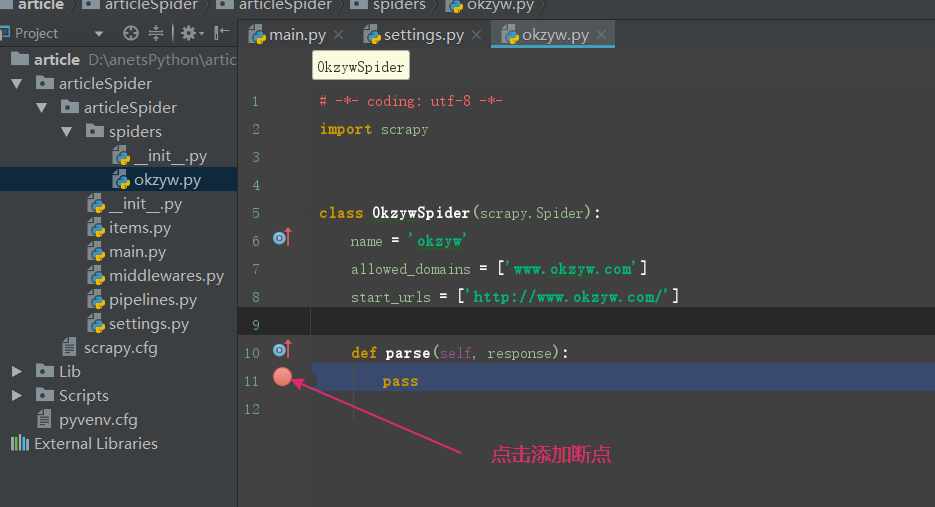 article articleSpider articleSpider spiders okzyw.py
Project
main.py settings.py okzyw.py
article D:\anetsPython\artic
articleSpider
articleSpider
spiders
__init__.py
okzyw.py
__init__.py
items.py
main.py
middlewares.py
pipelines.py
settings.py
scrapy.cfg
Lib
Scripts
pyvenv.cfg
External Libraries
OkzywSpider
1 # -*- coding: utf-8 -*-
2 import scrapy
3
4
5 class OkzywSpider(scrapy.Spider):
6 name = 'okzyw'
7 allowed_domains = ['www.okzyw.com']
8 start_urls = ['http://www.okzyw.com/']
9
10 def parse(self, response):
11 pass
12
点击添加断点